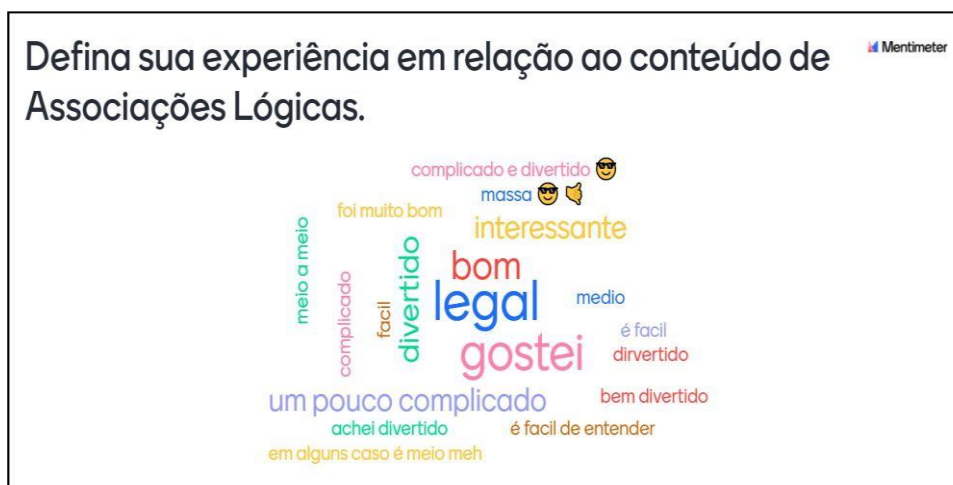 Defina sua experiência em relação ao conteúdo de
Associações Lógicas.
Mentimeter
complicado e divertido 😎
massa 😎 🤙
foi muito bom
interessante
meio a meio
complicado
facil
divertido
bom
legal
medio
é facil
gostei
dirvertido
um pouco complicado
bem divertido
achei divertido
é facil de entender
em alguns caso é meio meh